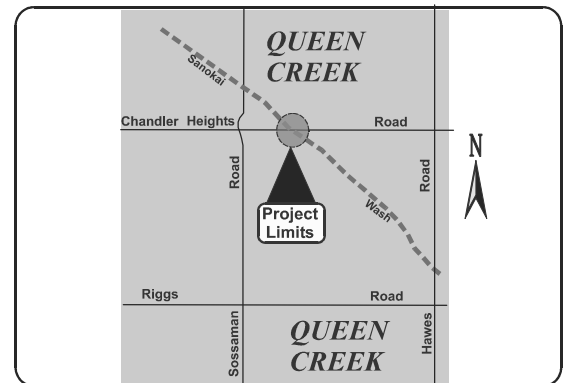 QUEEN
CREEK
Sanokai
Chandler Heights Road
N
Road
Road
Project
Limits
Wash
Riggs Road
Sossaman
QUEEN
CREEK
Hawes